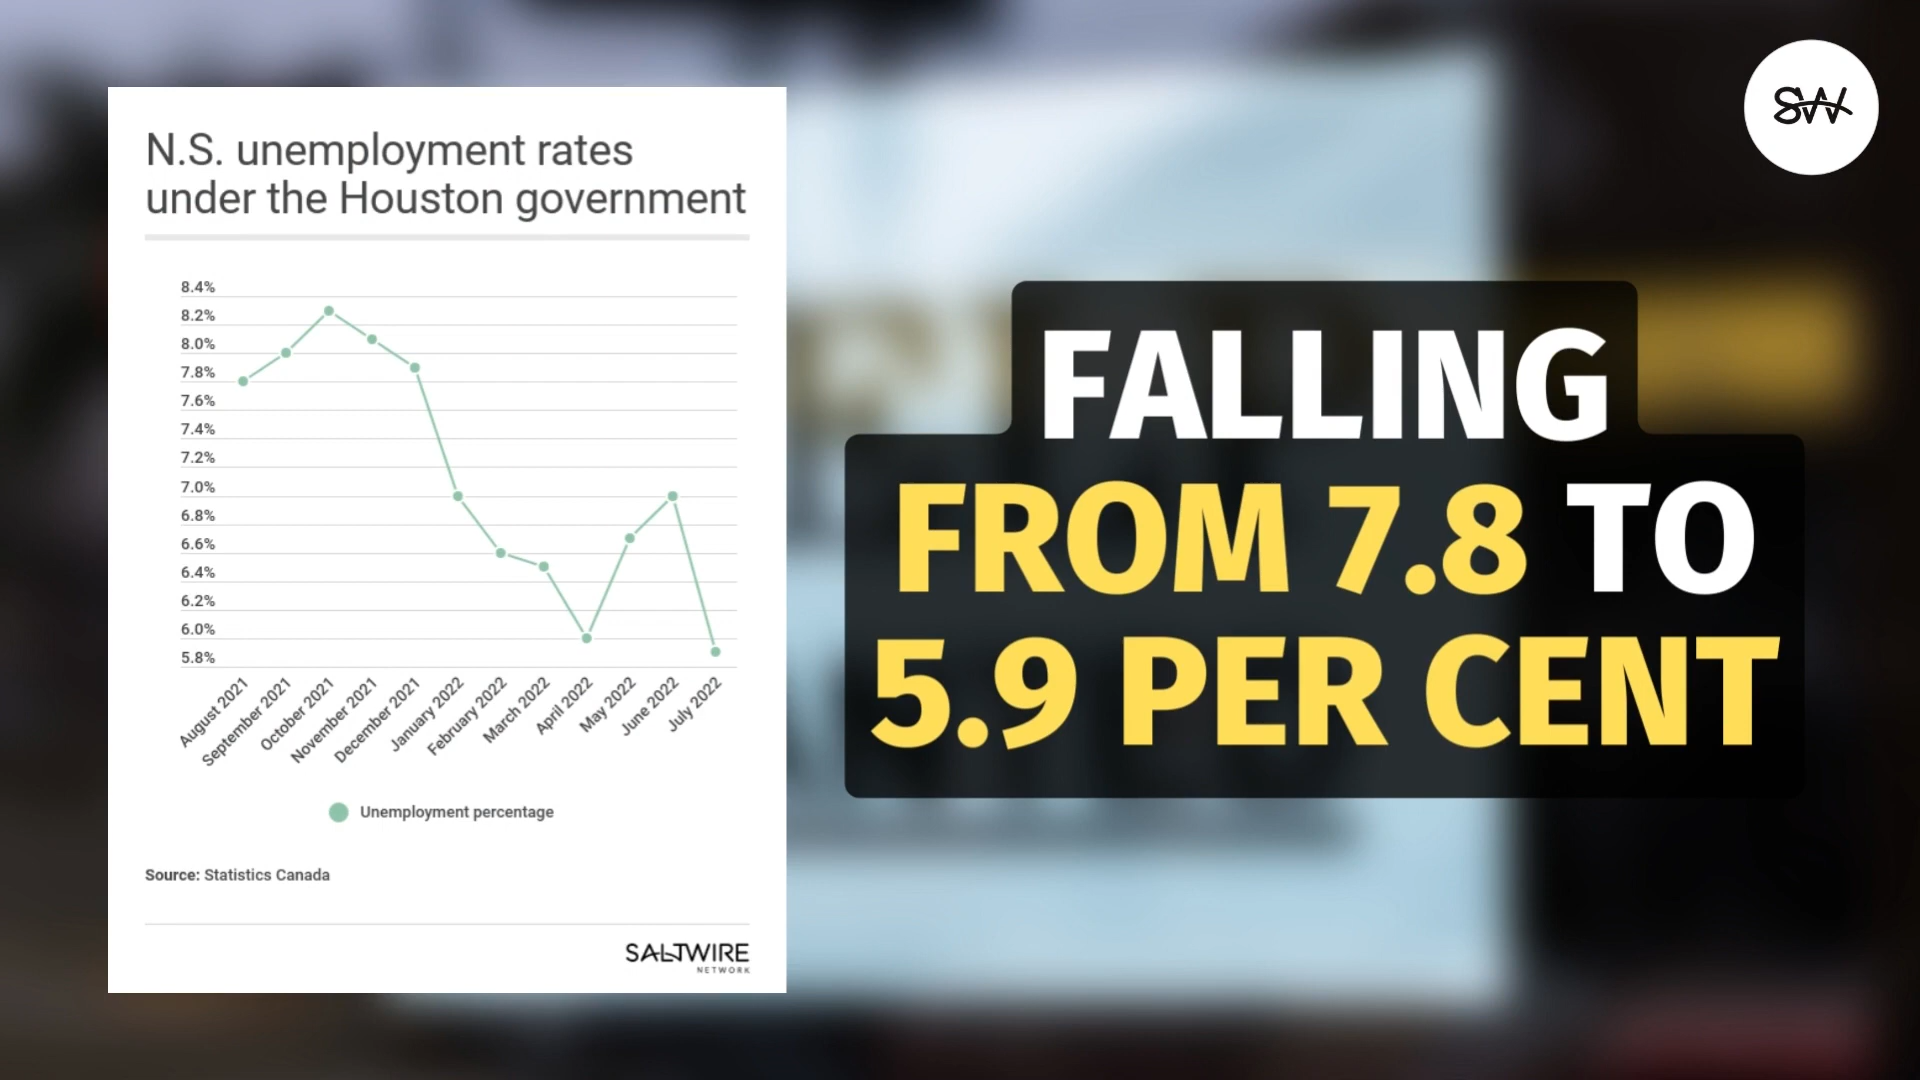 N.S. unemployment rates
under the Houston government
8.4%
8.2%
8.0%
7.8%
7.6%
7.4%
7.2%
7.0%
6.8%
6.6%
6.4%
6.2%
6.0%
5.8%
August 2021
September 2021
October 2021
November 2021
December 2021
January 2022
February 2022
March 2022
April 2022
May 2022
June 2022
July 2022
Unemployment percentage
Source: Statistics Canada
SALTWIRE
NETWORK
SW
FALLING
FROM 7.8 TO
5.9 PER CENT